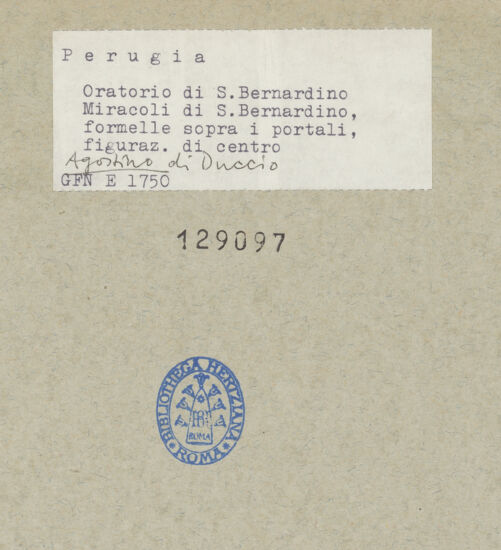 Perugia
Oratorio di S.Bernardino
Miracoli di S.Bernardino,
formelle sopra i portali,
figuraz. di centro
Agostino di Duccio
GFN E 1750
129097
BIBLIOTHECA HERTZIANA
ROMA
ROMA